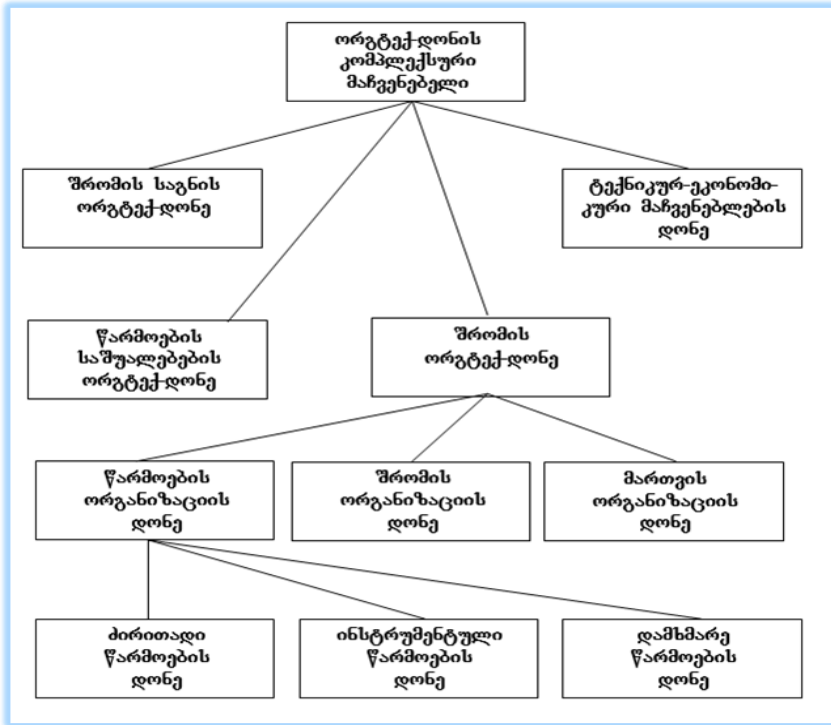 ორგტექ-დონის
კომპლექსური
მაჩვენებელი
შრომის საგნის
ორგტექ-დონე
ტექნიკურ-ეკონომი-
კური მაჩვენებლების
დონე
წარმოების
საშუალებების
ორგტექ-დონე
შრომის
ორგტექ-დონე
წარმოების
ორგანიზაციის
დონე
შრომის
ორგანიზაციის
დონე
მართვის
ორგანიზაციის
დონე
ძირითადი
წარმოების
დონე
ინსტრუმენტული
წარმოების
დონე
დამხმარე
წარმოების
დონე